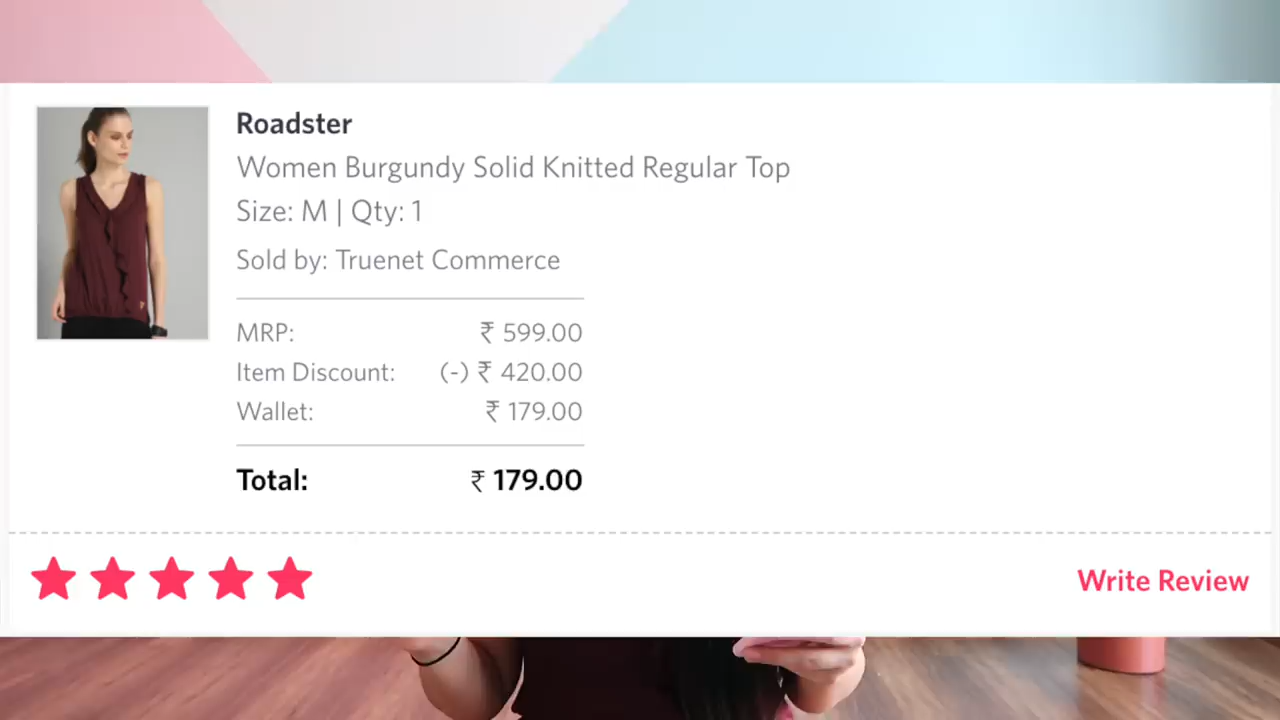 Roadster
Women Burgundy Solid Knitted Regular Top
Size: M | Qty: 1
Sold by: Truenet Commerce
MRP: ₹ 599.00
Item Discount: (-) ₹ 420.00
Wallet: ₹ 179.00
Total: ₹ 179.00
Write Review